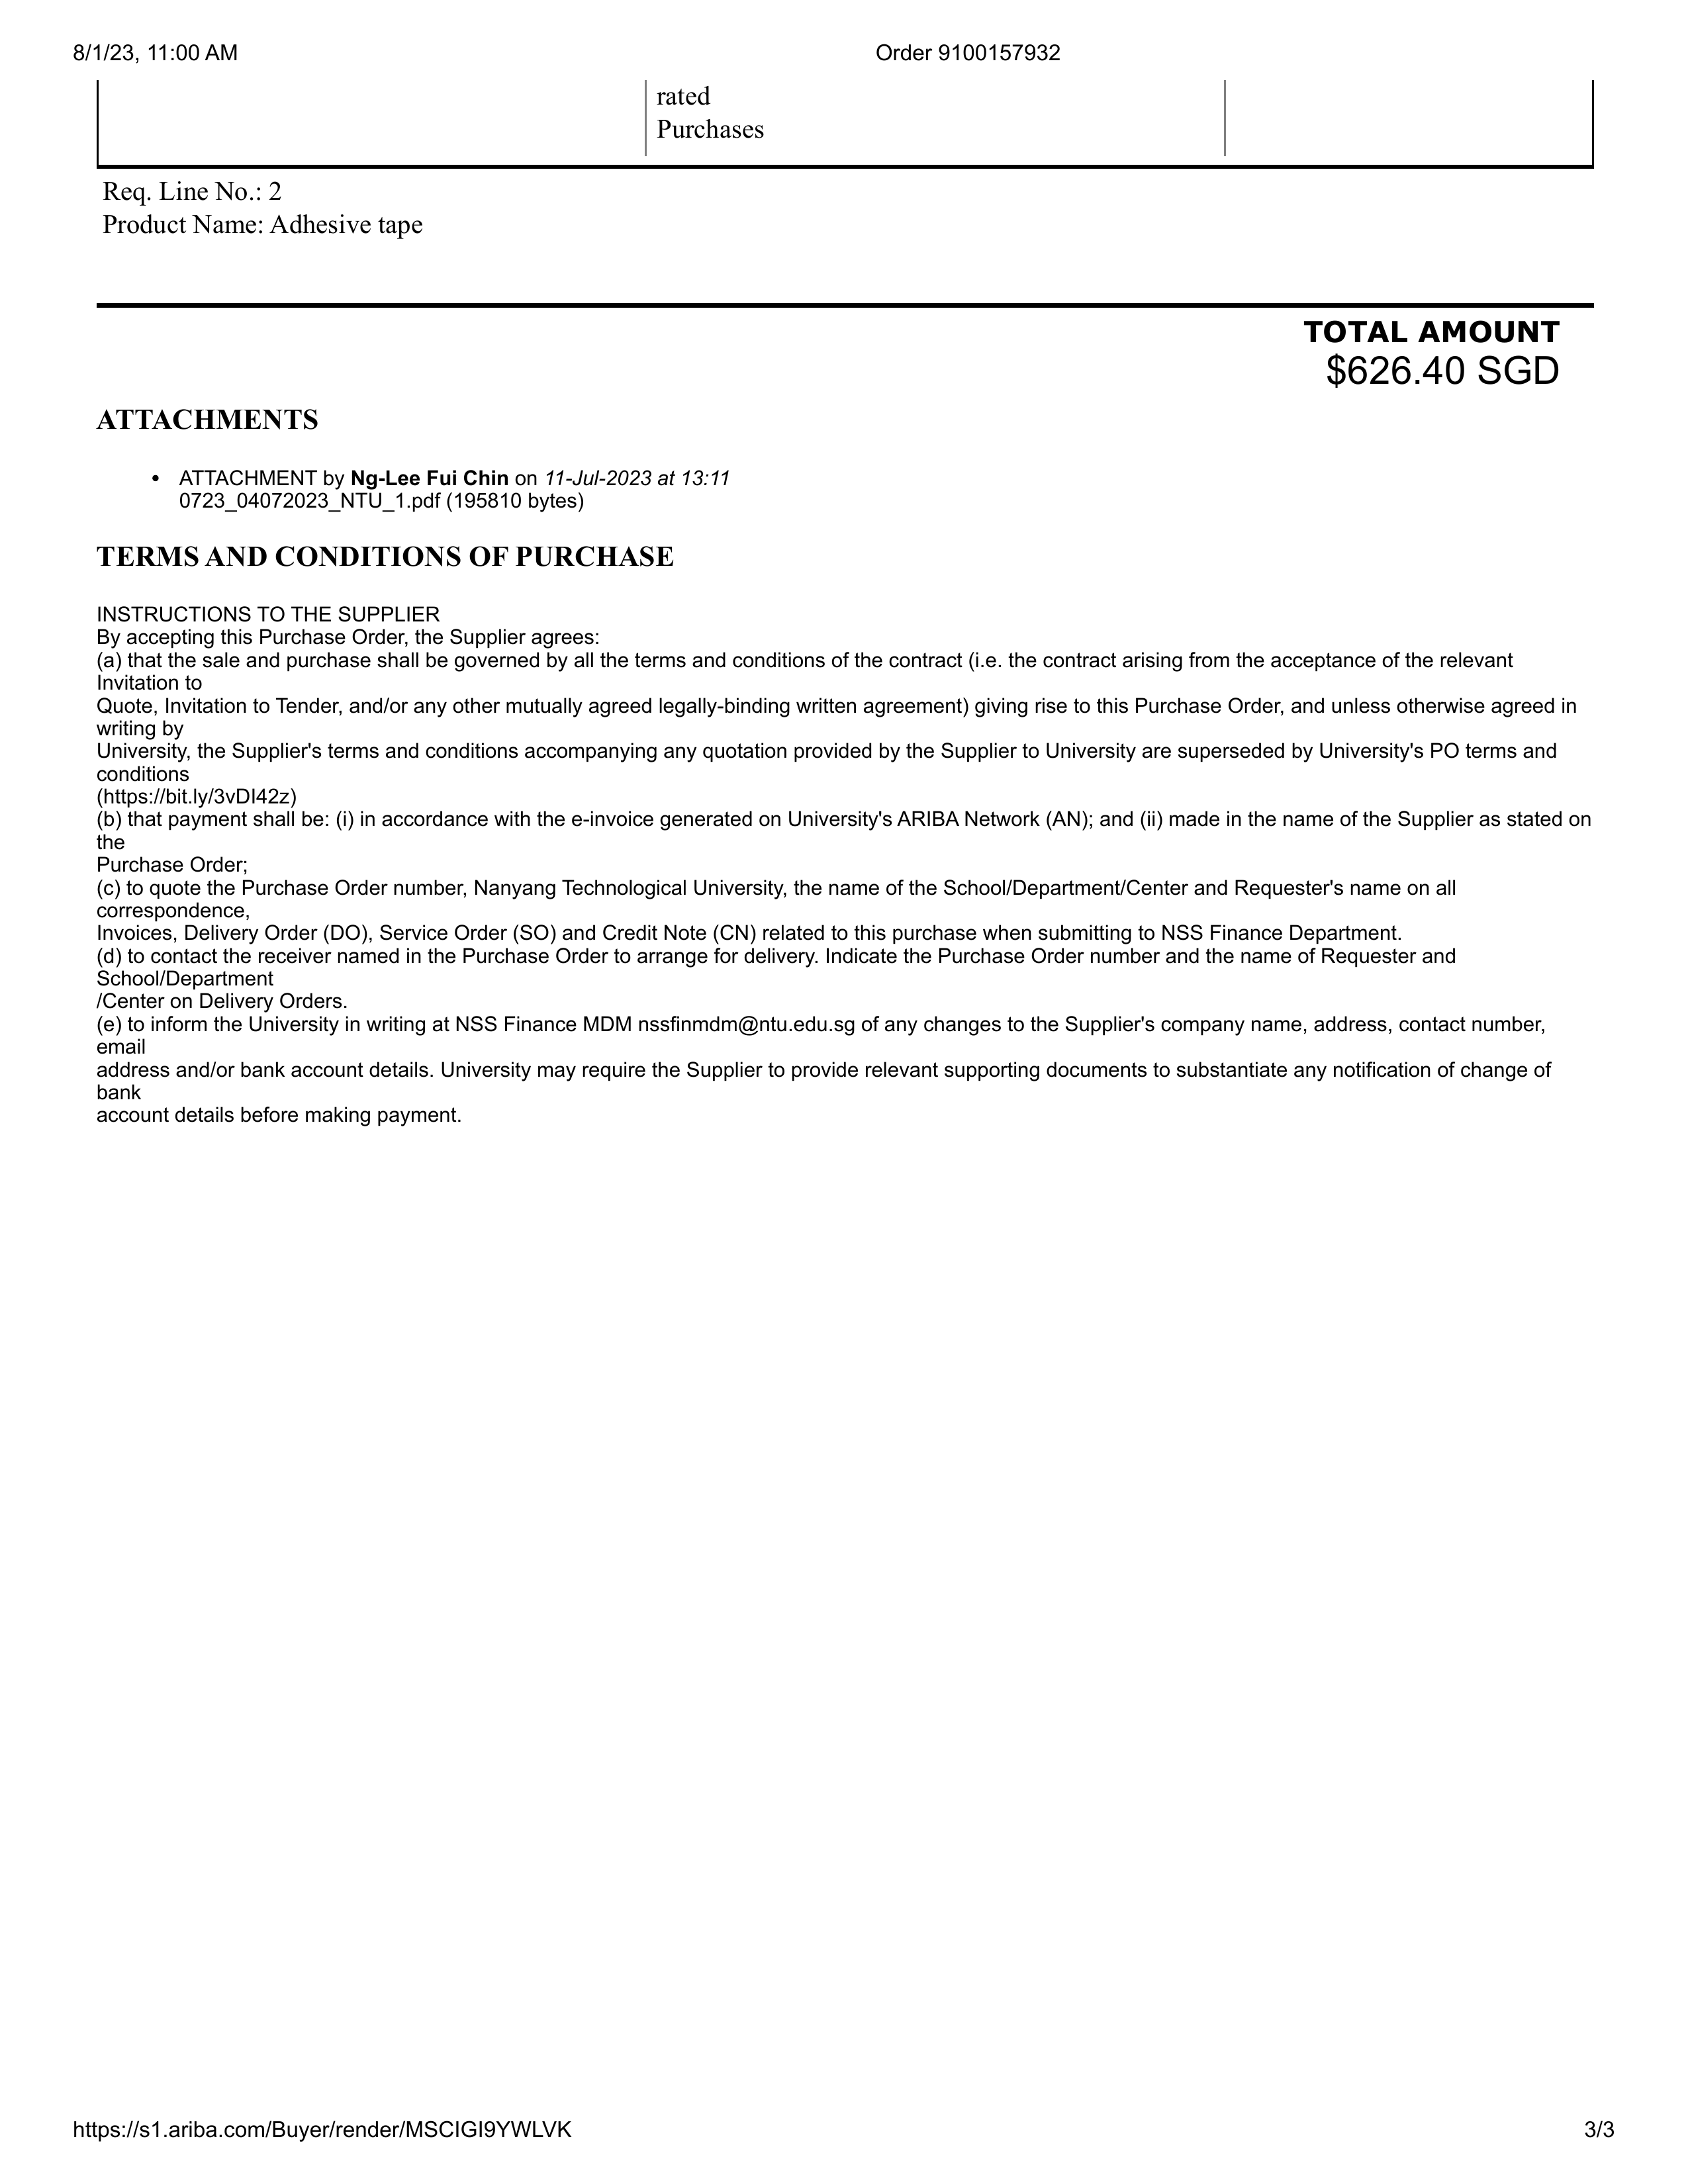 8/1/23, 11:00 AM
Order 9100157932
rated
Purchases
Req. Line No.: 2
Product Name: Adhesive tape
TOTAL AMOUNT
$626.40 SGD
ATTACHMENTS
• ATTACHMENT by Ng-Lee Fui Chin on 11-Jul-2023 at 13:11
0723_04072023_NTU_1.pdf (195810 bytes)
TERMS AND CONDITIONS OF PURCHASE
INSTRUCTIONS TO THE SUPPLIER
By accepting this Purchase Order, the Supplier agrees:
(a) that the sale and purchase shall be governed by all the terms and conditions of the contract (i.e. the contract arising from the acceptance of the relevant
Invitation to
Quote, Invitation to Tender, and/or any other mutually agreed legally-binding written agreement) giving rise to this Purchase Order, and unless otherwise agreed in
writing by
University, the Supplier's terms and conditions accompanying any quotation provided by the Supplier to University are superseded by University's PO terms and
conditions
(https://bit.ly/3vDI42z)
(b) that payment shall be: (i) in accordance with the e-invoice generated on University's ARIBA Network (AN); and (ii) made in the name of the Supplier as stated on
the
Purchase Order;
(c) to quote the Purchase Order number, Nanyang Technological University, the name of the School/Department/Center and Requester's name on all
correspondence,
Invoices, Delivery Order (DO), Service Order (SO) and Credit Note (CN) related to this purchase when submitting to NSS Finance Department.
(d) to contact the receiver named in the Purchase Order to arrange for delivery. Indicate the Purchase Order number and the name of Requester and
School/Department
/Center on Delivery Orders.
(e) to inform the University in writing at NSS Finance MDM nssfinmdm@ntu.edu.sg of any changes to the Supplier's company name, address, contact number,
email
address and/or bank account details. University may require the Supplier to provide relevant supporting documents to substantiate any notification of change of
bank
account details before making payment.
https://s1.ariba.com/Buyer/render/MSCIGI9YWLVK
3/3